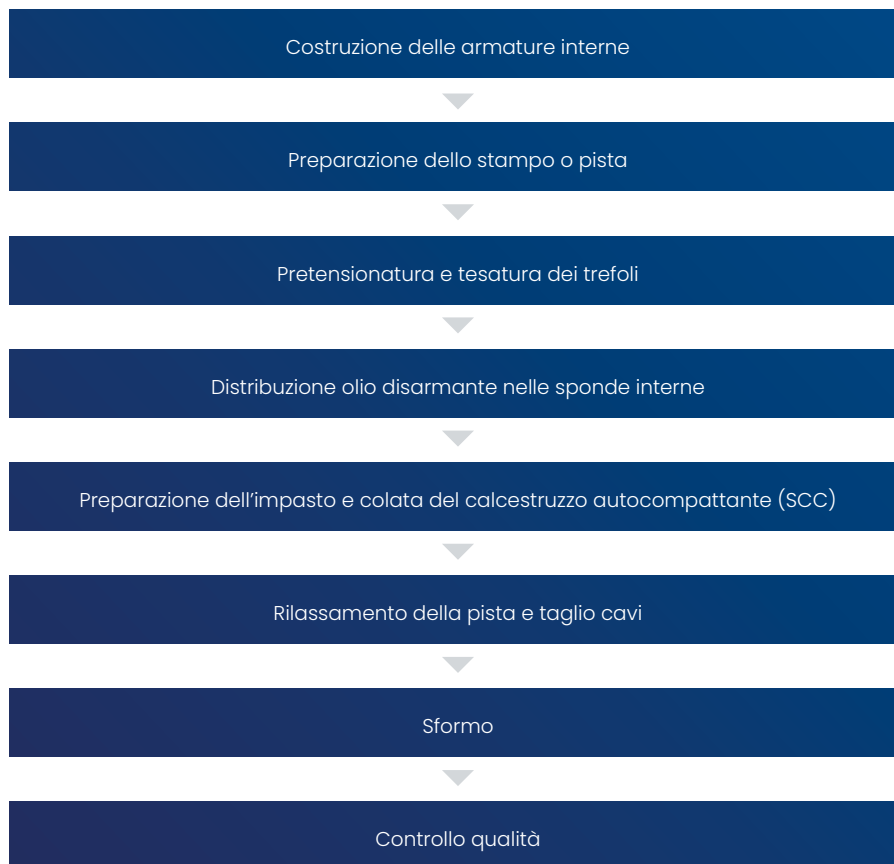 Costruzione delle armature interne
Preparazione dello stampo o pista
Pretensionatura e tesatura dei trefoli
Distribuzione olio disarmante nelle sponde interne
Preparazione dell’impasto e colata del calcestruzzo autocompattante (SCC)
Rilassamento della pista e taglio cavi
Sformo
Controllo qualità